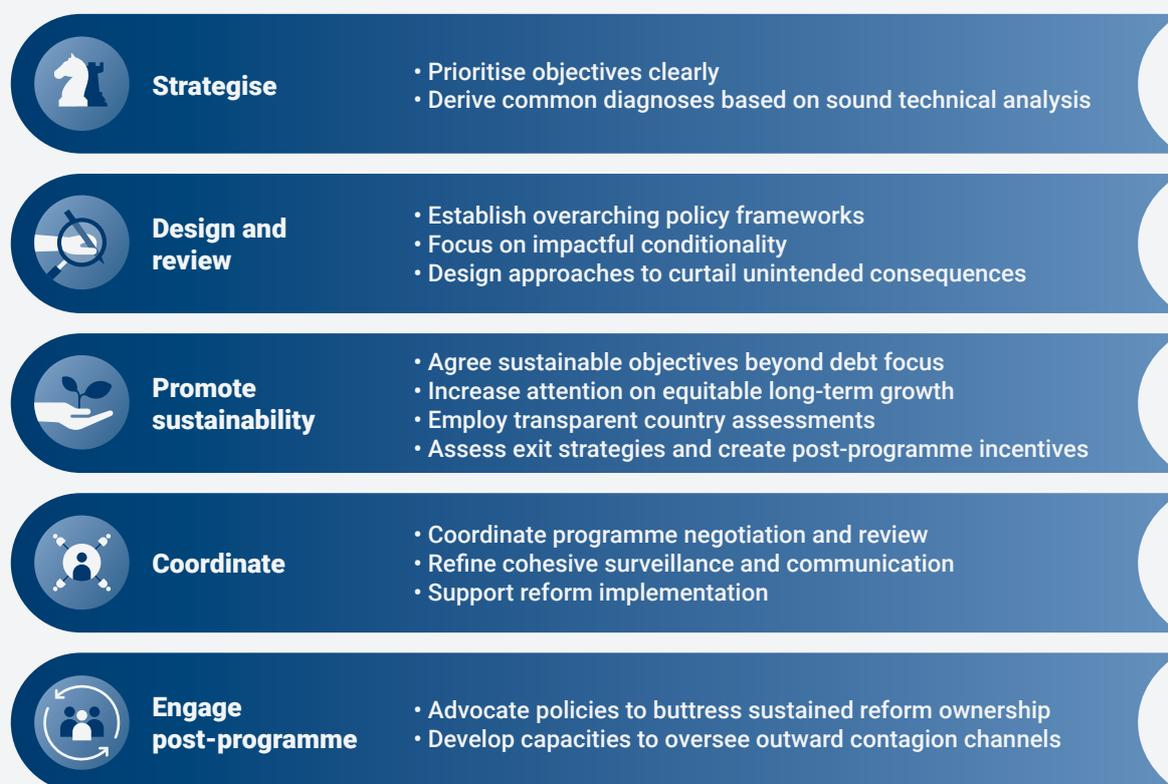 Strategise
• Prioritise objectives clearly
• Derive common diagnoses based on sound technical analysis
Design and
review
• Establish overarching policy frameworks
• Focus on impactful conditionality
• Design approaches to curtail unintended consequences
Promote
sustainability
• Agree sustainable objectives beyond debt focus
• Increase attention on equitable long-term growth
• Employ transparent country assessments
• Assess exit strategies and create post-programme incentives
Coordinate
• Coordinate programme negotiation and review
• Refine cohesive surveillance and communication
• Support reform implementation
Engage
post-programme
• Advocate policies to buttress sustained reform ownership
• Develop capacities to oversee outward contagion channels